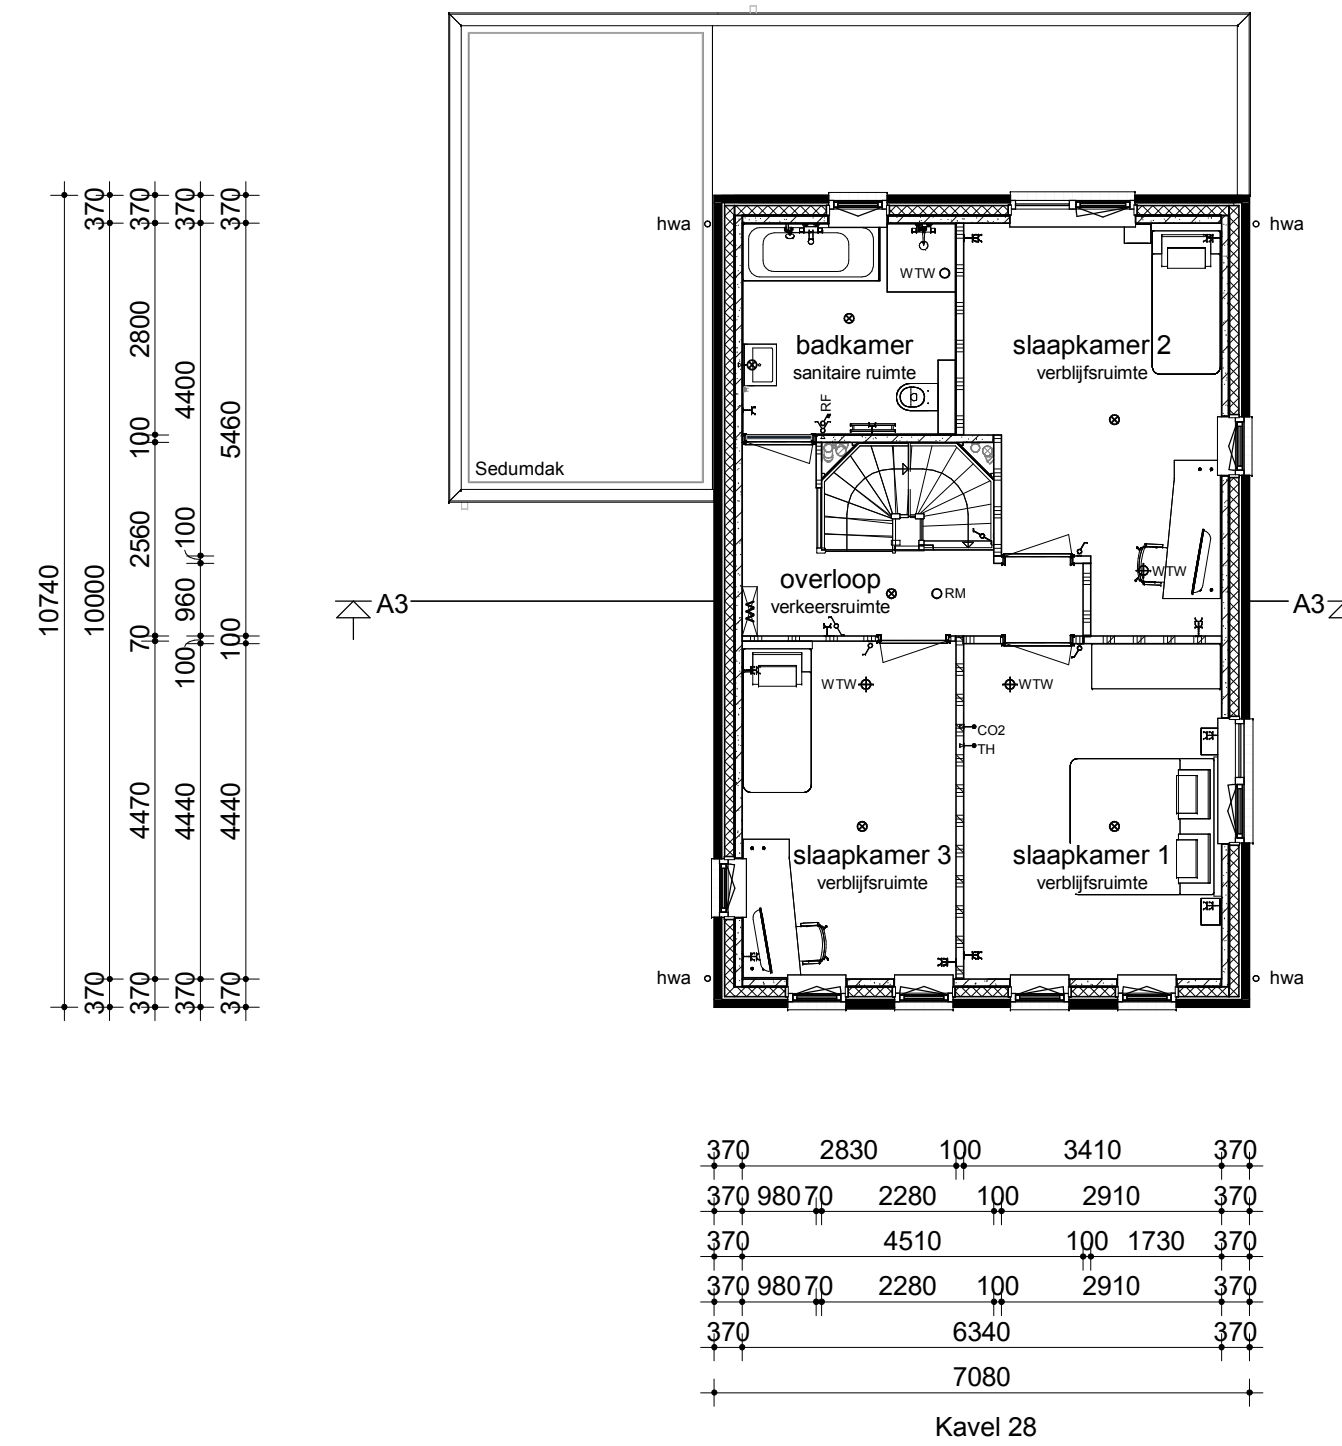 hwa
hwa
WTW
badkamer
sanitaire ruimte
slaapkamer 2
verblijfsruimte
RF
Sedumdak
WTW
overloop
verkeersruimte
RM
A3
A3
WTW
WTW
CO2
TH
slaapkamer 3
verblijfsruimte
slaapkamer 1
verblijfsruimte
hwa
hwa
10740
370
10000
370
370
2800
100
2560
70
4470
370
370
4400
100
960
100
4440
370
370
5460
100
4440
370
370 2830 100 3410 370
370 980 70 2280 100 2910 370
370 4510 100 1730 370
370 980 70 2280 100 2910 370
370 6340 370
7080
Kavel 28